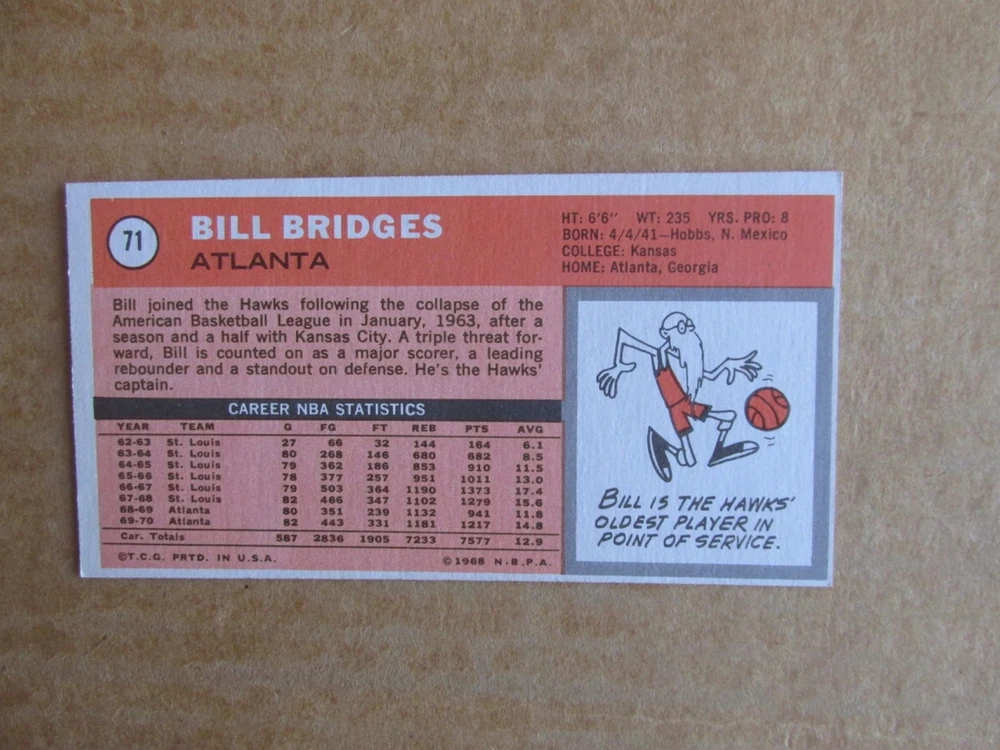 71
BILL BRIDGES
ATLANTA
HT: 6'6" WT: 235 YRS. PRO: 8
BORN: 4/4/41—Hobbs, N. Mexico
COLLEGE: Kansas
HOME: Atlanta, Georgia
Bill joined the Hawks following the collapse of the
American Basketball League in January, 1963, after a
season and a half with Kansas City. A triple threat for-
ward, Bill is counted on as a major scorer, a leading
rebounder and a standout on defense. He's the Hawks'
captain.
CAREER NBA STATISTICS
YEAR TEAM G FG FT REB PTS AVG
62-63 St. Louis 27 66 32 144 164 6.1
63-64 St. Louis 80 268 146 680 682 8.5
64-65 St. Louis 79 362 186 853 910 11.5
65-66 St. Louis 78 377 257 951 1011 13.0
66-67 St. Louis 79 503 364 1190 1373 17.4
67-68 St. Louis 82 466 347 1102 1279 15.6
68-69 Atlanta 80 351 239 1132 941 11.8
69-70 Atlanta 82 443 331 1181 1217 14.8
Car. Totals 587 2836 1905 7233 7577 12.9
©T.C.G. PRTD. IN U.S.A. ©1968 N.B.P.A.
BILL IS THE HAWKS'
OLDEST PLAYER IN
POINT OF SERVICE.